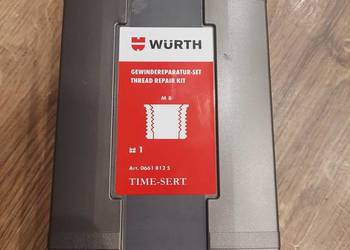 WÜRTH
GEWINDEREPARATUR-SET
THREAD REPAIR KIT
M 8
1
Art. 0661 812 5
TIME-SERT